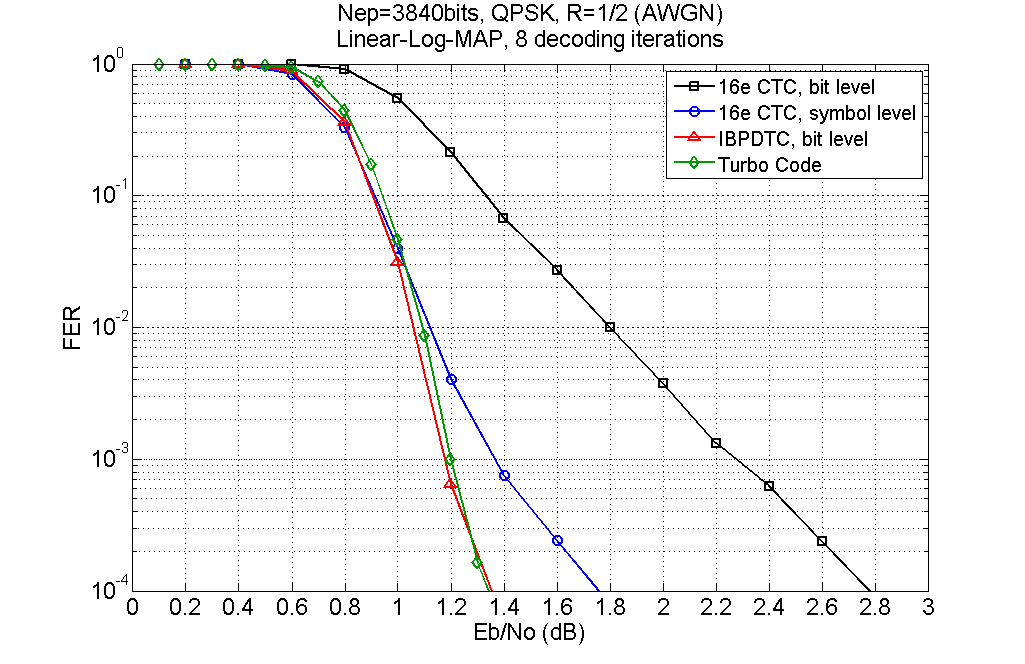 Nep=3840bits, QPSK, R=1/2 (AWGN)
Linear-Log-MAP, 8 decoding iterations
16e CTC, bit level
16e CTC, symbol level
IBPDTC, bit level
Turbo Code
FER
10^0
10^-1
10^-2
10^-3
10^-4
0 0.2 0.4 0.6 0.8 1 1.2 1.4 1.6 1.8 2 2.2 2.4 2.6 2.8 3
Eb/No (dB)